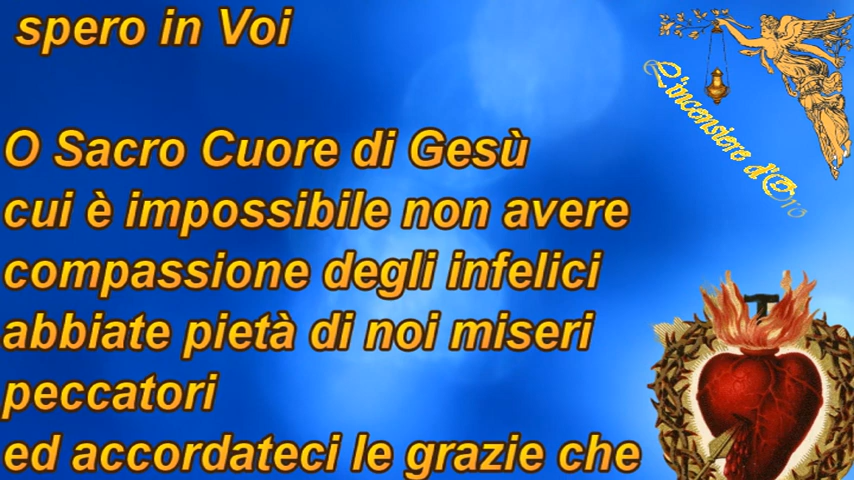 spero in Voi
L'incensiere d'Oro
O Sacro Cuore di Gesù
cui è impossibile non avere
compassione degli infelici
abbiate pietà di noi miseri
peccatori
ed accordateci le grazie che